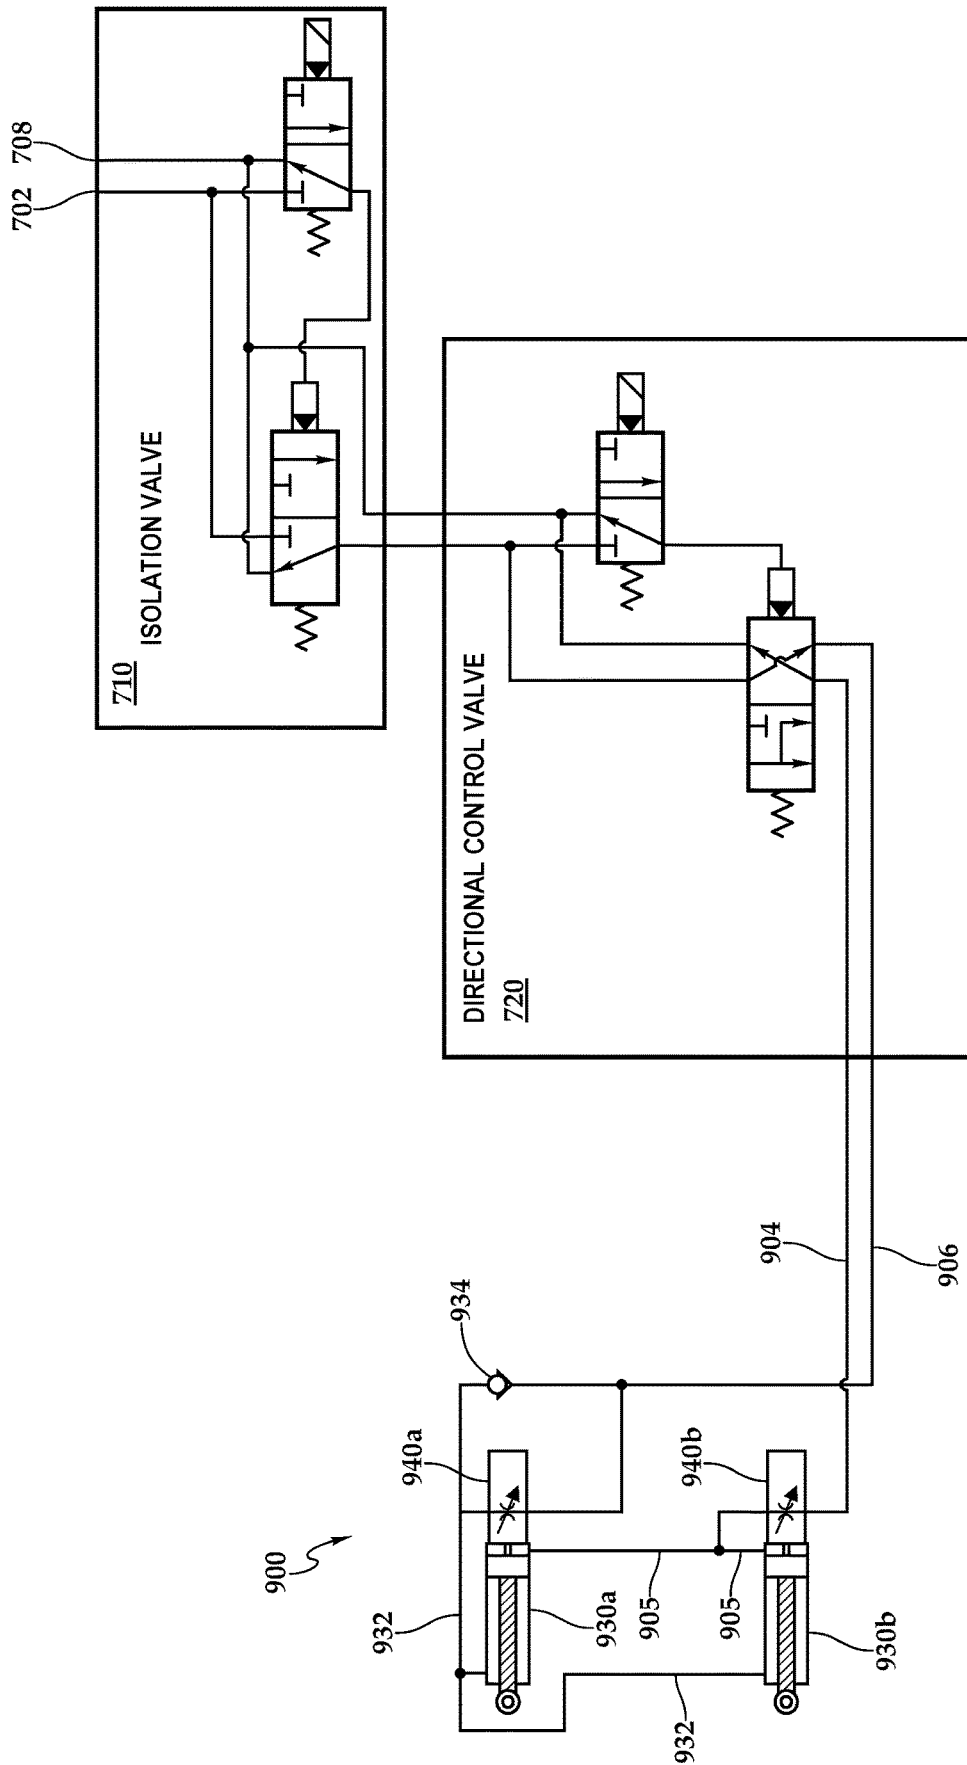 702
708
710
ISOLATION VALVE
DIRECTIONAL CONTROL VALVE
720
900
932
940a
934
930a
905
905
940b
904
906
932
930b